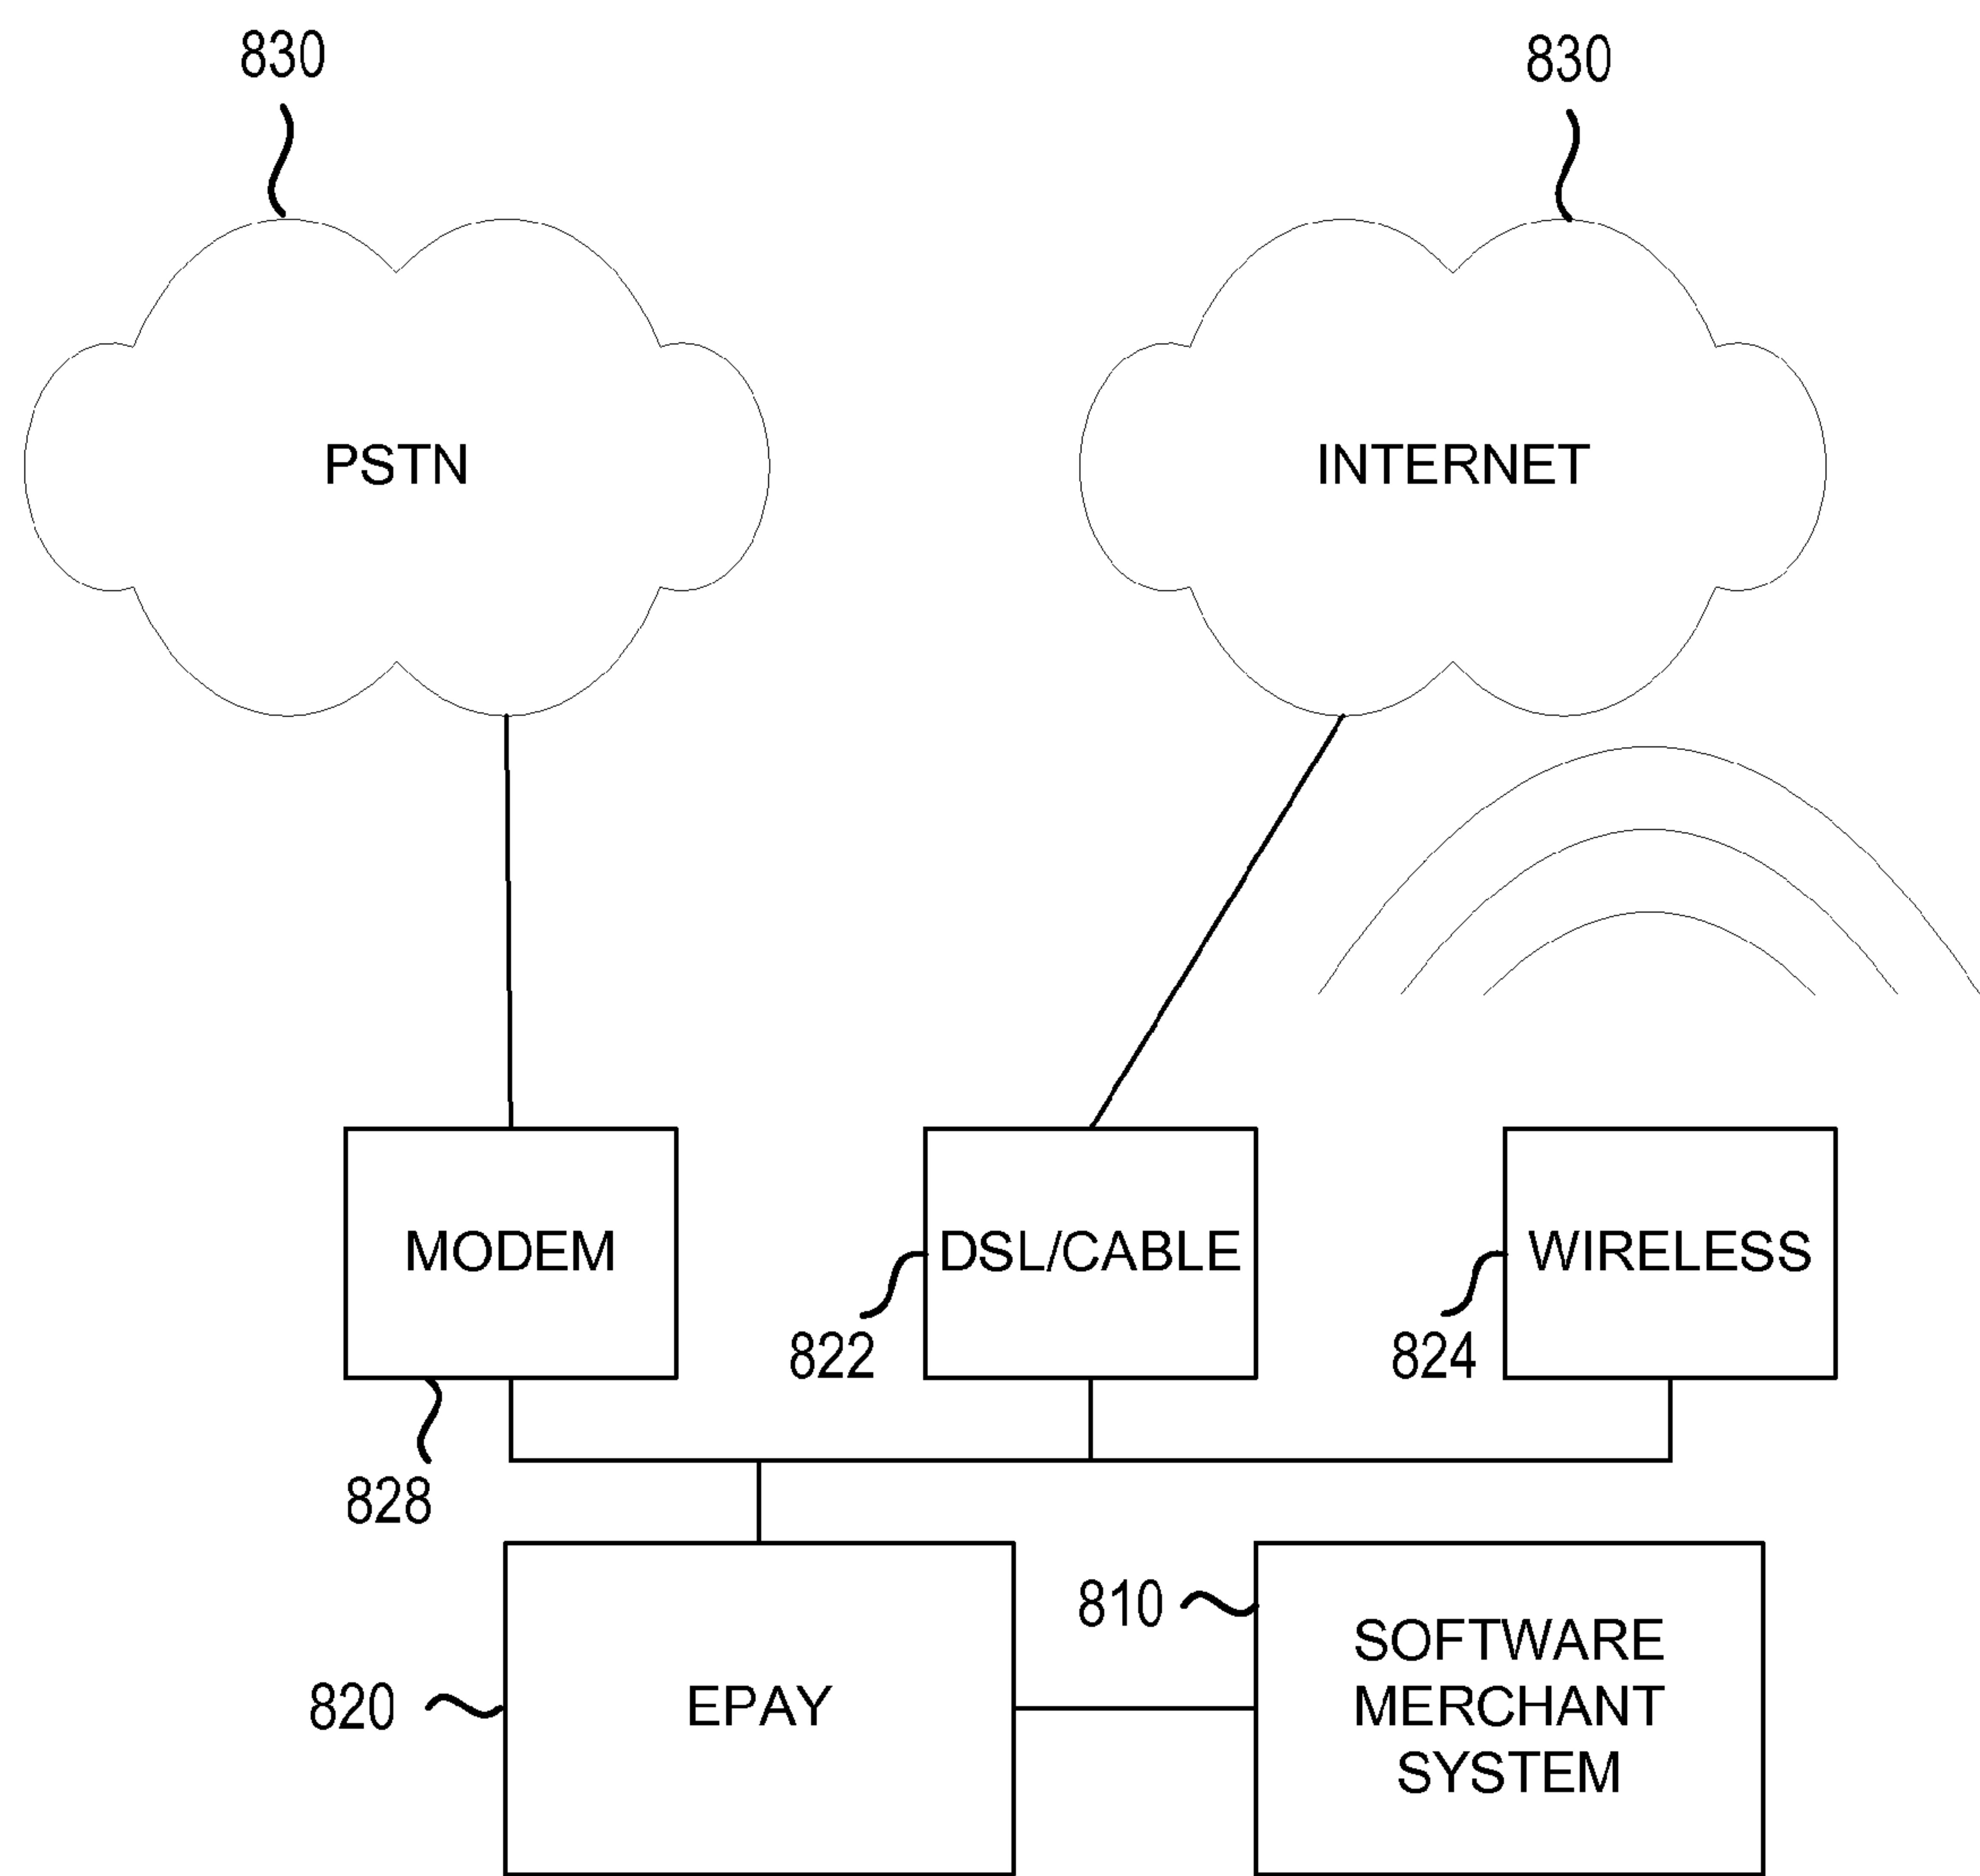 830
830
PSTN
INTERNET
MODEM
DSL/CABLE
WIRELESS
822
824
828
810
SOFTWARE
MERCHANT
SYSTEM
820
EPAY